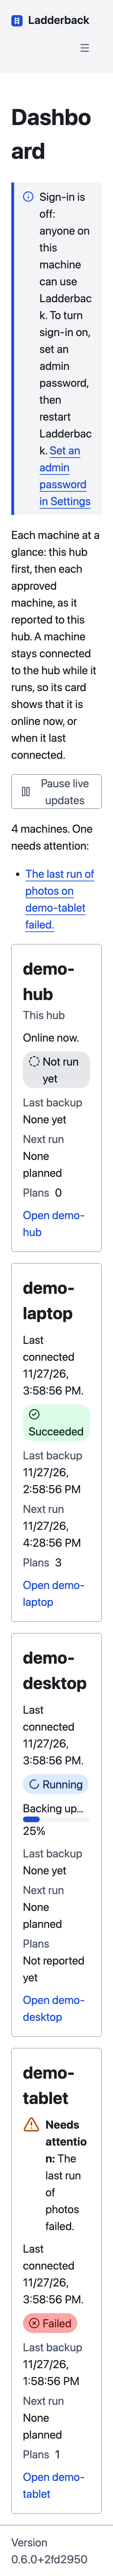 Ladderback
Dashbo
ard
Sign-in is
off:
anyone on
this
machine
can use
Ladderbac
k. To turn
sign-in on,
set an
admin
password,
then
restart
Ladderbac
k. Set an
admin
password
in Settings
Each machine at a
glance: this hub
first, then each
approved
machine, as it
reported to this
hub. A machine
stays connected
to the hub while it
runs, so its card
shows that it is
online now, or
when it last
connected.
Pause live
updates
4 machines. One
needs attention:
• The last run of
photos on
demo-tablet
failed.
demo-
hub
This hub
Online now.
Not run
yet
Last backup
None yet
Next run
None
planned
Plans 0
Open demo-
hub
demo-
laptop
Last
connected
11/27/26,
3:58:56 PM.
Succeeded
Last backup
11/27/26,
2:58:56 PM
Next run
11/27/26,
4:28:56 PM
Plans 3
Open demo-
laptop
demo-
desktop
Last
connected
11/27/26,
3:58:56 PM.
Running
Backing up…
25%
Last backup
None yet
Next run
None
planned
Plans
Not reported
yet
Open demo-
desktop
demo-
tablet
Needs
attentio
n: The
last run
of
photos
failed.
Last
connected
11/27/26,
3:58:56 PM.
Failed
Last backup
11/27/26,
1:58:56 PM
Next run
None
planned
Plans 1
Open demo-
tablet
Version
0.6.0+2fd2950